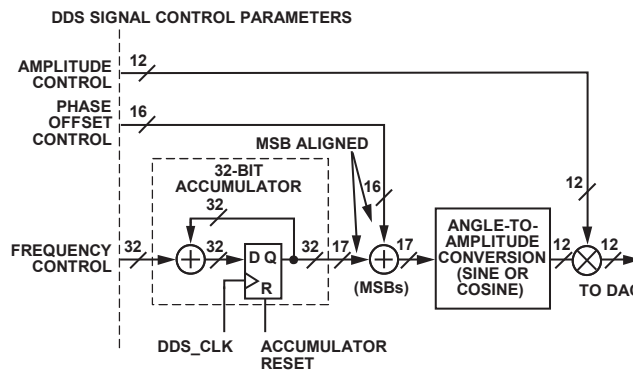 DDS SIGNAL CONTROL PARAMETERS
AMPLITUDE
CONTROL
12
PHASE
OFFSET
CONTROL
16
MSB ALIGNED
32-BIT
ACCUMULATOR
16
12
32
FREQUENCY
CONTROL
32
32
D Q
R
32
17
(MSBs)
17
ANGLE-TO-
AMPLITUDE
CONVERSION
(SINE OR
COSINE)
12
12
TO DAC
DDS_CLK
ACCUMULATOR
RESET